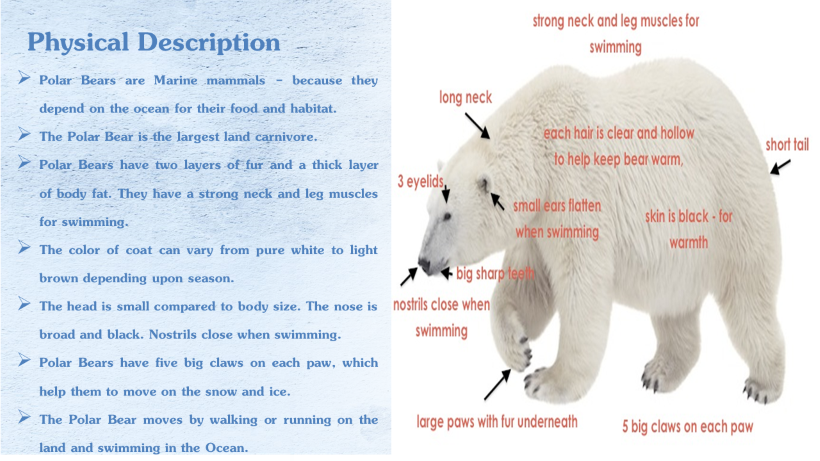 Physical Description
Polar Bears are Marine mammals – because they
depend on the ocean for their food and habitat.
The Polar Bear is the largest land carnivore.
Polar Bears have two layers of fur and a thick layer
of body fat. They have a strong neck and leg muscles
for swimming.
The color of coat can vary from pure white to light
brown depending upon season.
The head is small compared to body size. The nose is
broad and black. Nostrils close when swimming.
Polar Bears have five big claws on each paw, which
help them to move on the snow and ice.
The Polar Bear moves by walking or running on the
land and swimming in the Ocean.
strong neck and leg muscles for
swimming
long neck
each hair is clear and hollow
to help keep bear warm,
short tail
3 eyelids
small ears flatten
when swimming
skin is black - for
warmth
big sharp teeth
nostrils close when
swimming
large paws with fur underneath
5 big claws on each paw